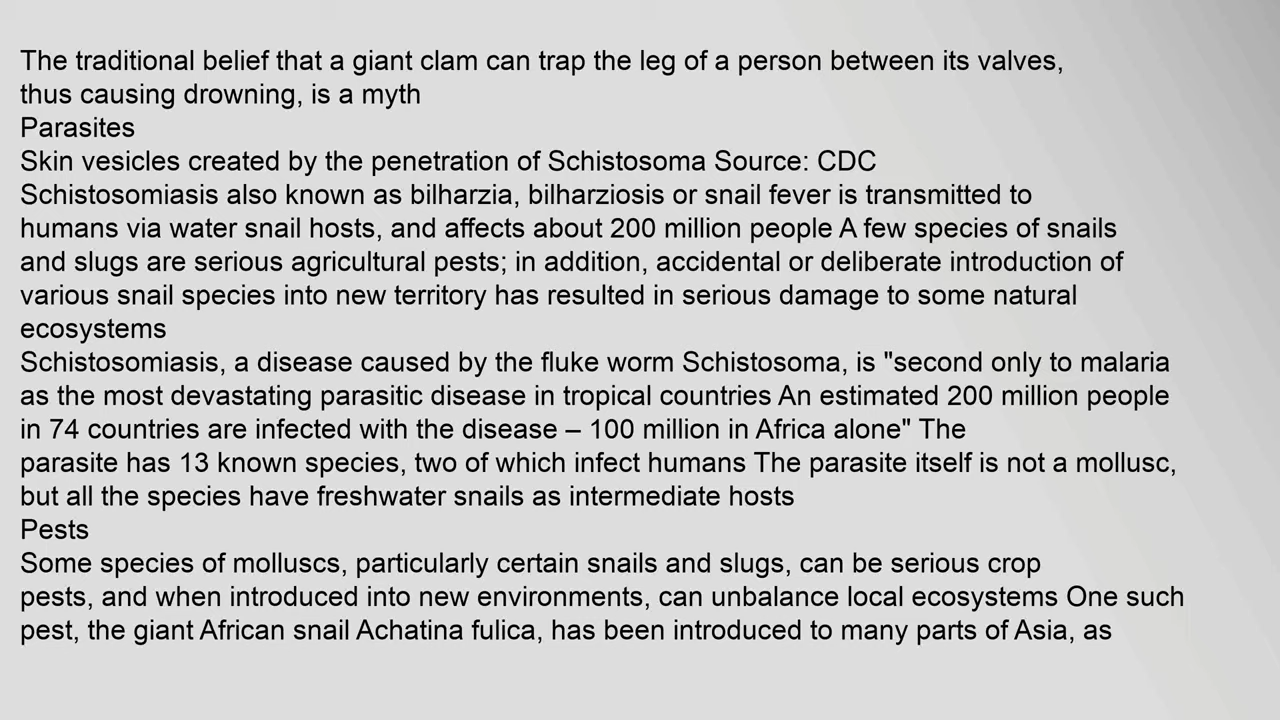 The traditional belief that a giant clam can trap the leg of a person between its valves,
thus causing drowning, is a myth
Parasites
Skin vesicles created by the penetration of Schistosoma Source: CDC
Schistosomiasis also known as bilharzia, bilharziosis or snail fever is transmitted to
humans via water snail hosts, and affects about 200 million people A few species of snails
and slugs are serious agricultural pests; in addition, accidental or deliberate introduction of
various snail species into new territory has resulted in serious damage to some natural
ecosystems
Schistosomiasis, a disease caused by the fluke worm Schistosoma, is "second only to malaria
as the most devastating parasitic disease in tropical countries An estimated 200 million people
in 74 countries are infected with the disease – 100 million in Africa alone" The
parasite has 13 known species, two of which infect humans The parasite itself is not a mollusc,
but all the species have freshwater snails as intermediate hosts
Pests
Some species of molluscs, particularly certain snails and slugs, can be serious crop
pests, and when introduced into new environments, can unbalance local ecosystems One such
pest, the giant African snail Achatina fulica, has been introduced to many parts of Asia, as